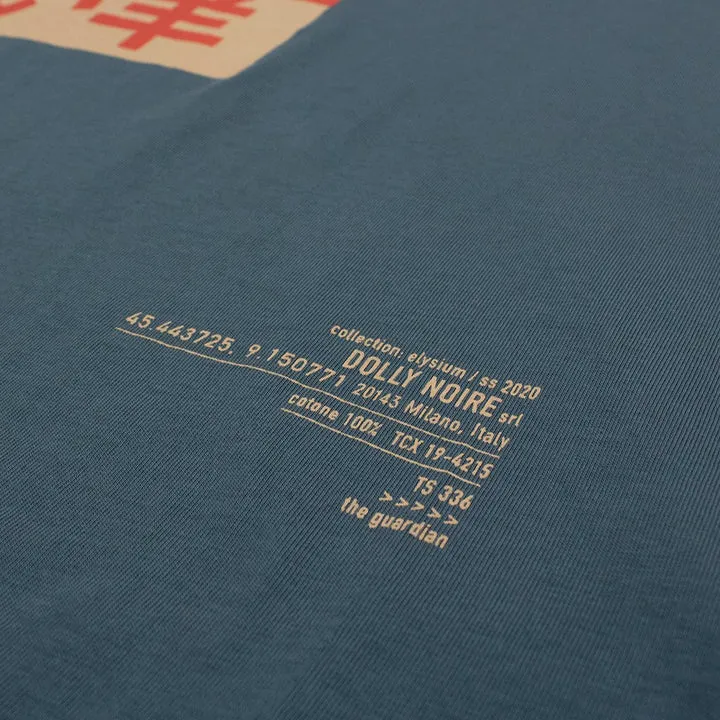 collection: elysium / ss 2020
DOLLY NOIRE srl
45.443725, 9.150771 20143 Milano, Italy
cotone 100% TCX 19-4215
TS 336
>>>>>
the guardian